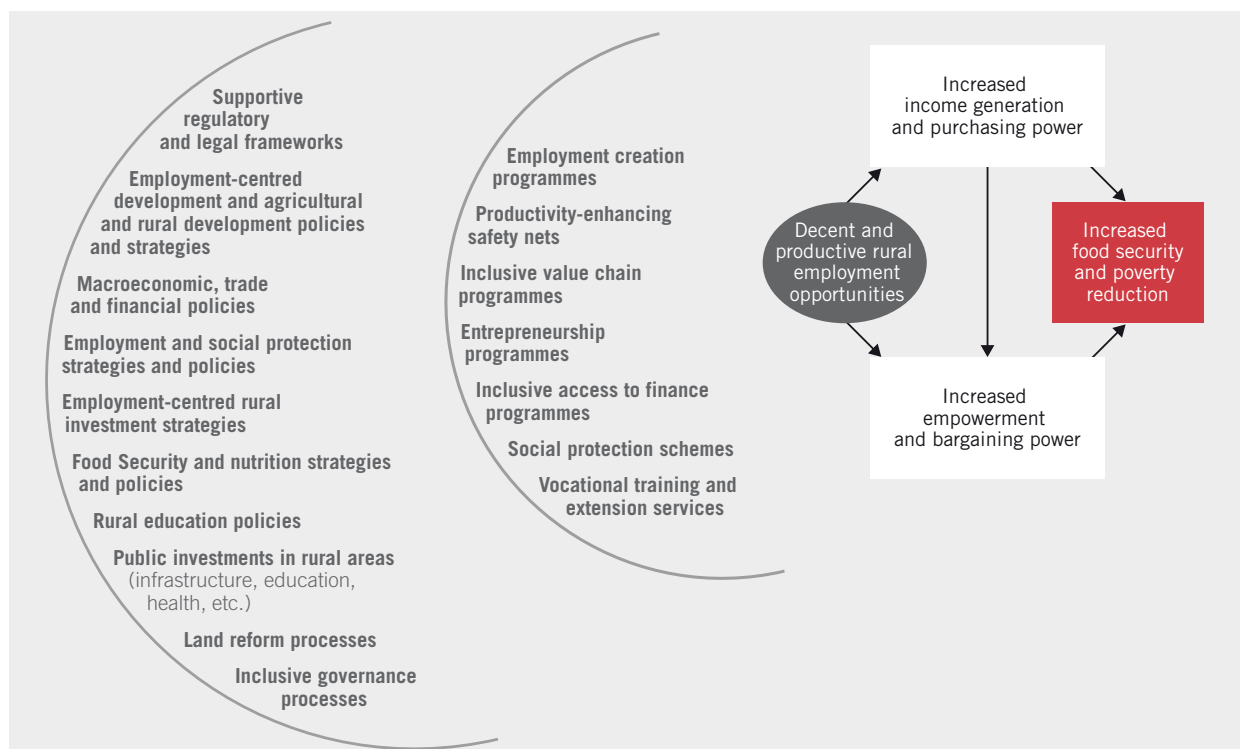 Supportive
regulatory
and legal frameworks
Employment-centred
development and agricultural
and rural development policies
and strategies
Macroeconomic, trade
and financial policies
Employment and social protection
strategies and policies
Employment-centred rural
investment strategies
Food Security and nutrition strategies
and policies
Rural education policies
Public investments in rural areas
(infrastructure, education,
health, etc.)
Land reform processes
Inclusive governance
processes
Employment creation
programmes
Productivity-enhancing
safety nets
Inclusive value chain
programmes
Entrepreneurship
programmes
Inclusive access to finance
programmes
Social protection schemes
Vocational training and
extension services
Increased
income generation
and purchasing power
Decent and
productive rural
employment
opportunities
Increased
food security
and poverty
reduction
Increased
empowerment
and bargaining power